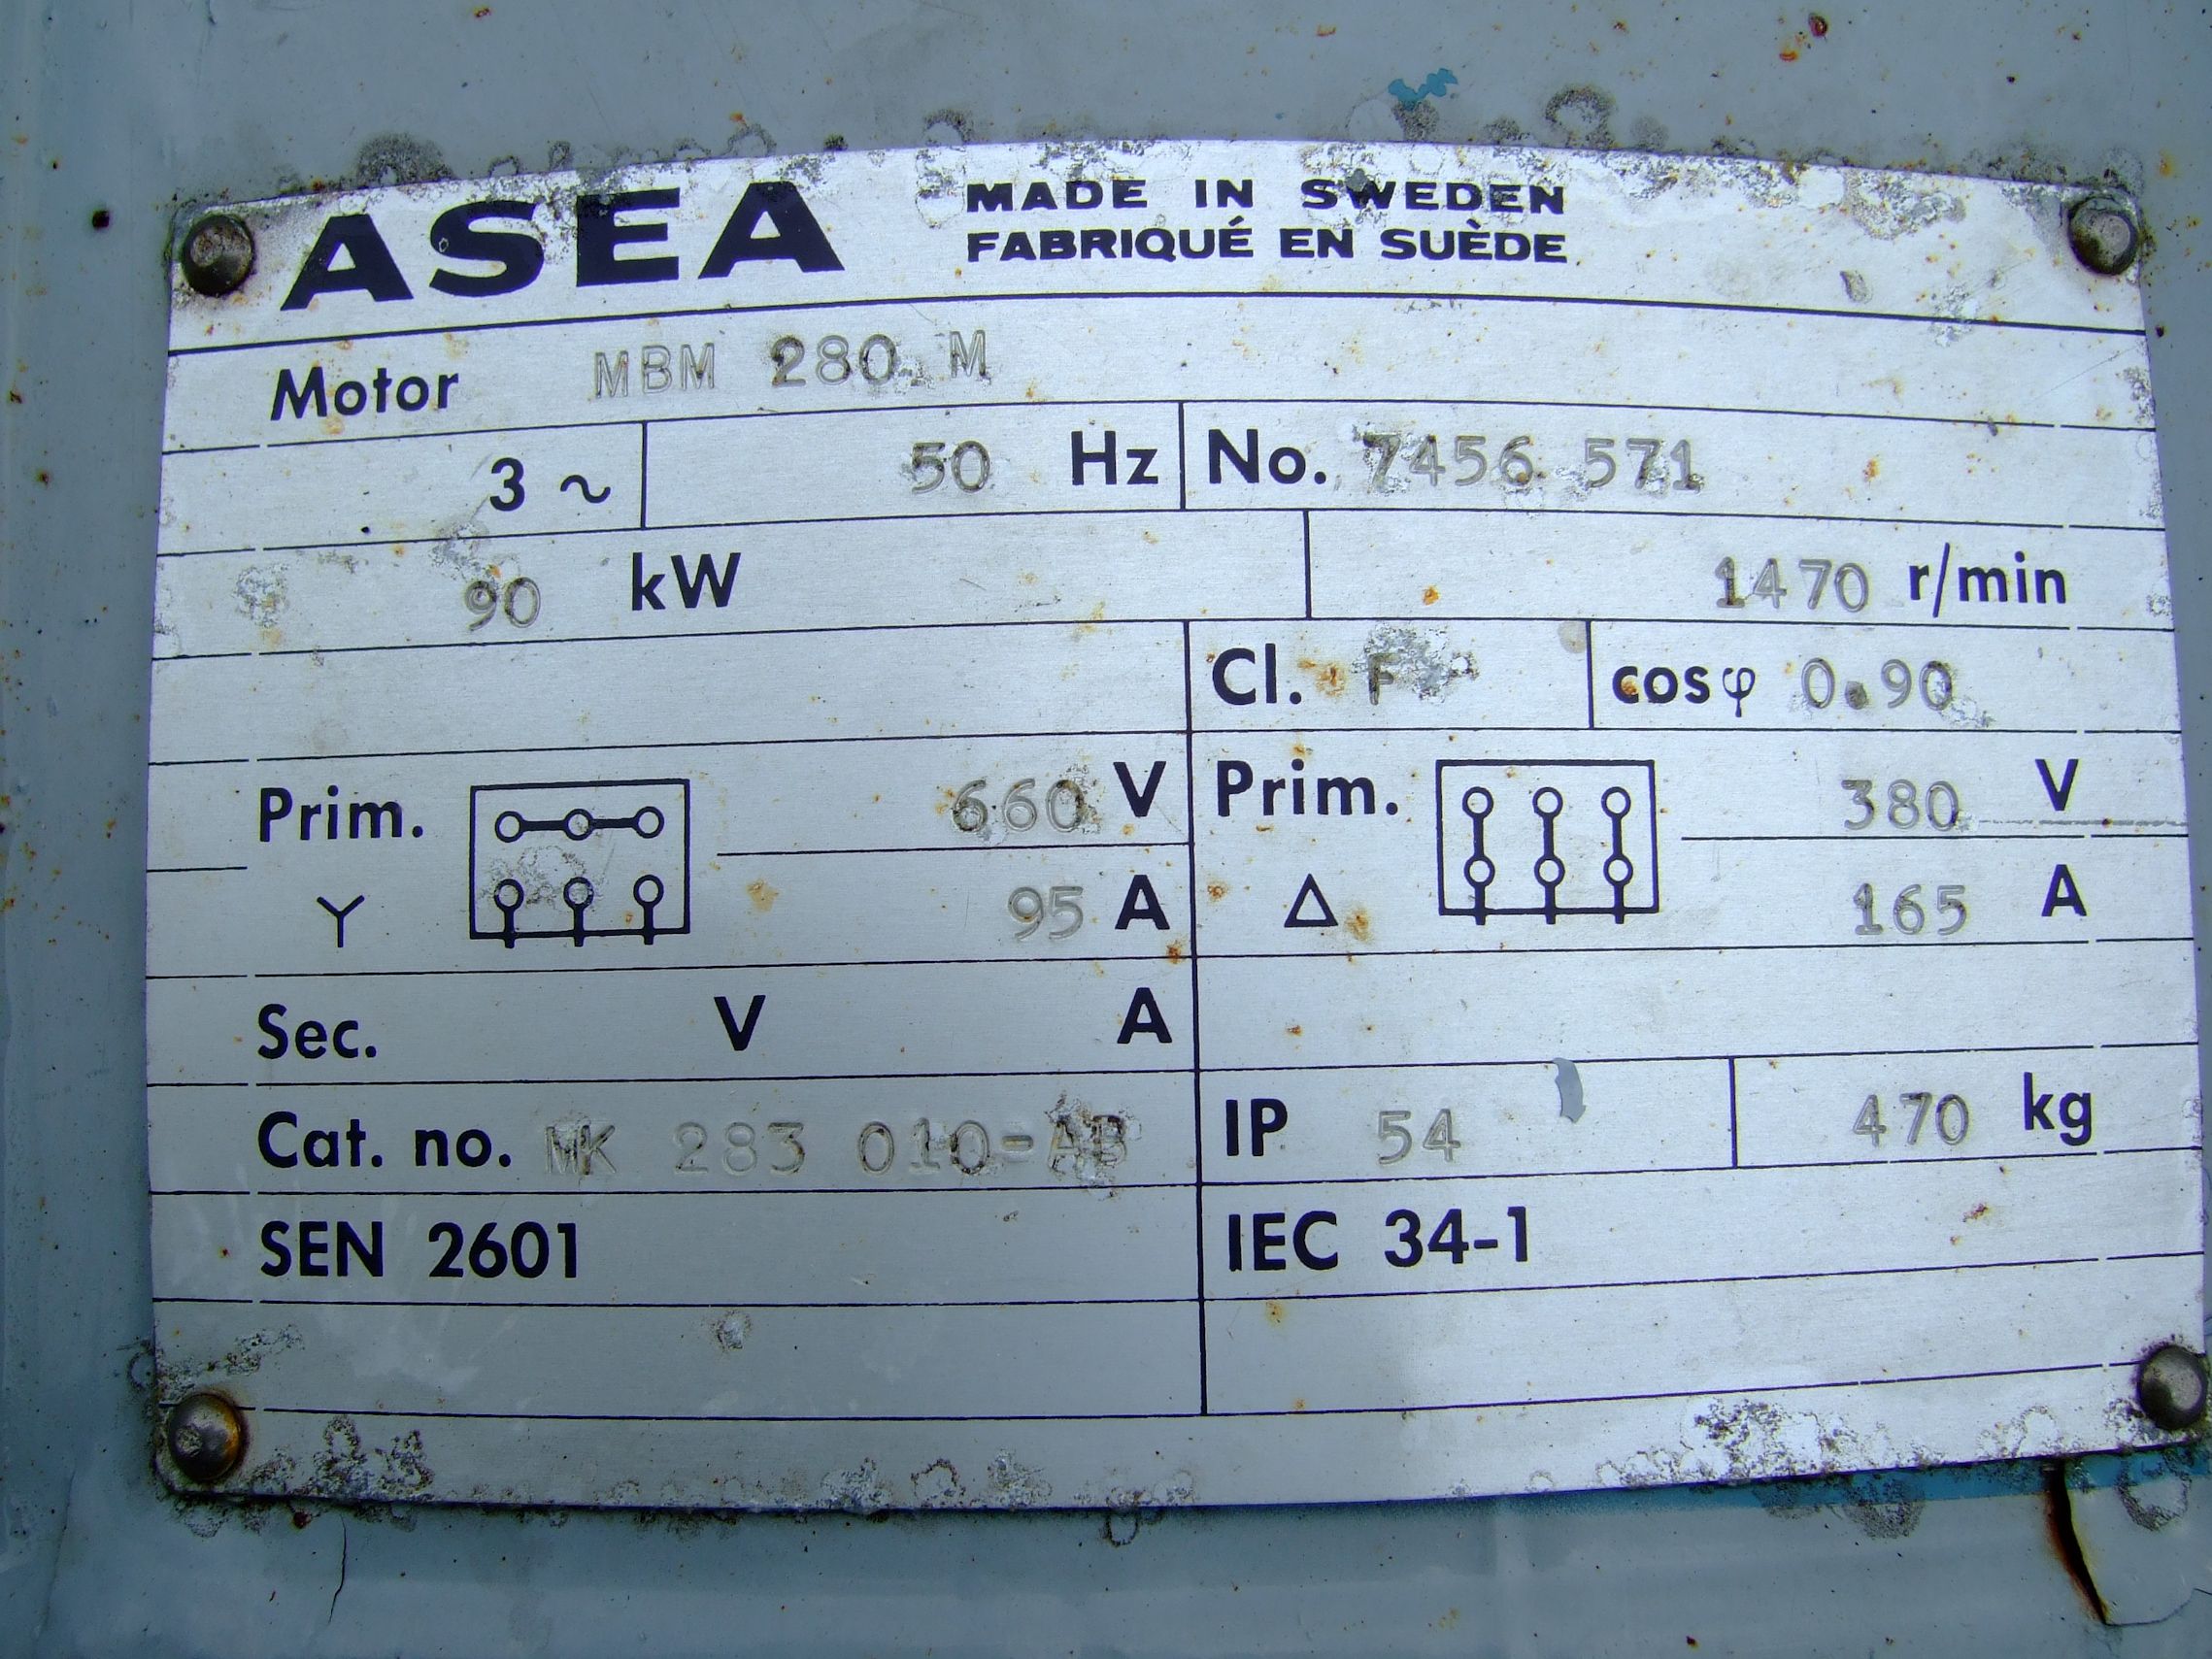 ASEA MADE IN SWEDEN
FABRIQUÉ EN SUÈDE
Motor MBM 280 M
3 ~ 50 Hz No. 7456 571
90 kW 1470 r/min
Cl. F cosφ 0.90
Prim. 660 V Prim. 380 V
Y 95 A Δ 165 A
Sec. V A
Cat. no. MK 283 010-AB IP 54 470 kg
SEN 2601 IEC 34-1